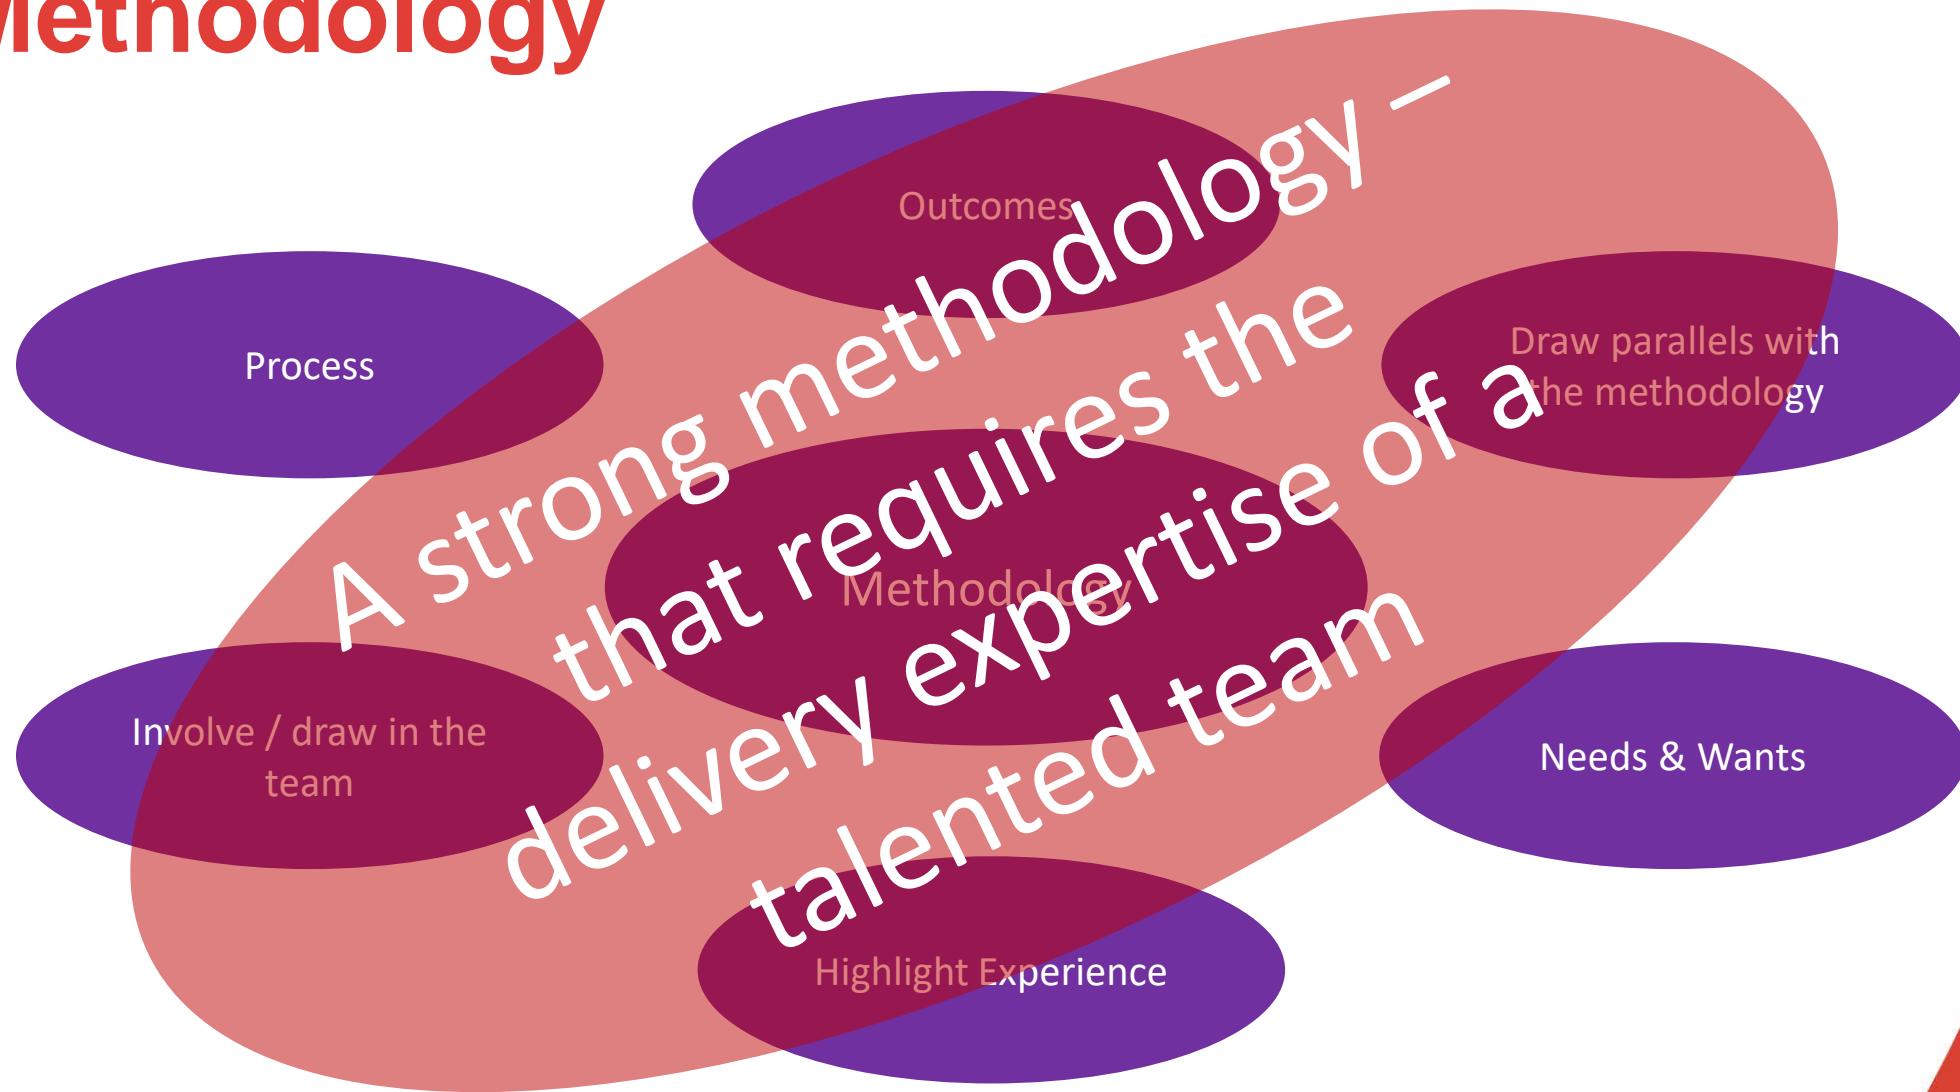 Methodology
Outcomes
Process
Draw parallels with
the methodology
Methodology
Involve / draw in the
team
Needs & Wants
Highlight Experience
A strong methodology –
that requires the
delivery expertise of a
talented team